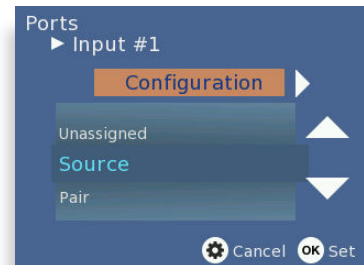 Ports
Input #1
Configuration
Unassigned
Source
Pair
Cancel OK Set